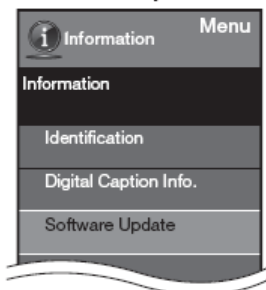 Information
Menu
Information
Identification
Digital Caption Info.
Software Update